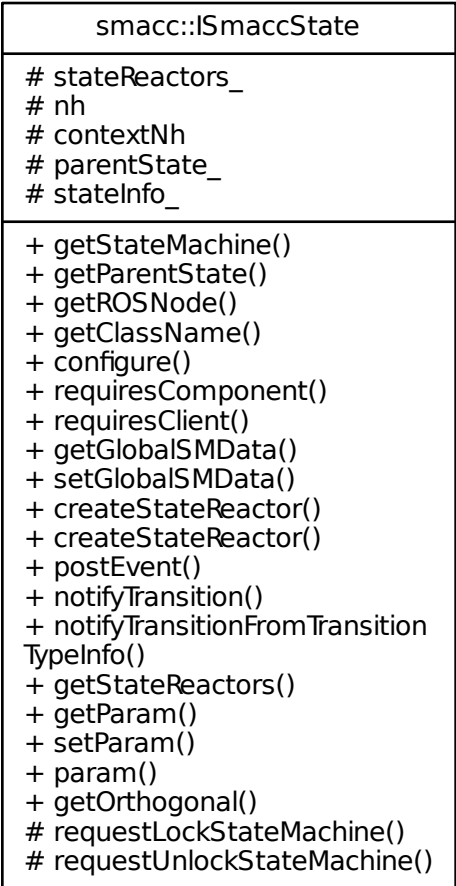 smacc::ISmaccState
# stateReactors_
# nh
# contextNh
# parentState_
# stateInfo_
+ getStateMachine()
+ getParentState()
+ getROSNode()
+ getClassName()
+ configure()
+ requiresComponent()
+ requiresClient()
+ getGlobalSMData()
+ setGlobalSMData()
+ createStateReactor()
+ createStateReactor()
+ postEvent()
+ notifyTransition()
+ notifyTransitionFromTransition
TypeInfo()
+ getStateReactors()
+ getParam()
+ setParam()
+ param()
+ getOrthogonal()
# requestLockStateMachine()
# requestUnlockStateMachine()